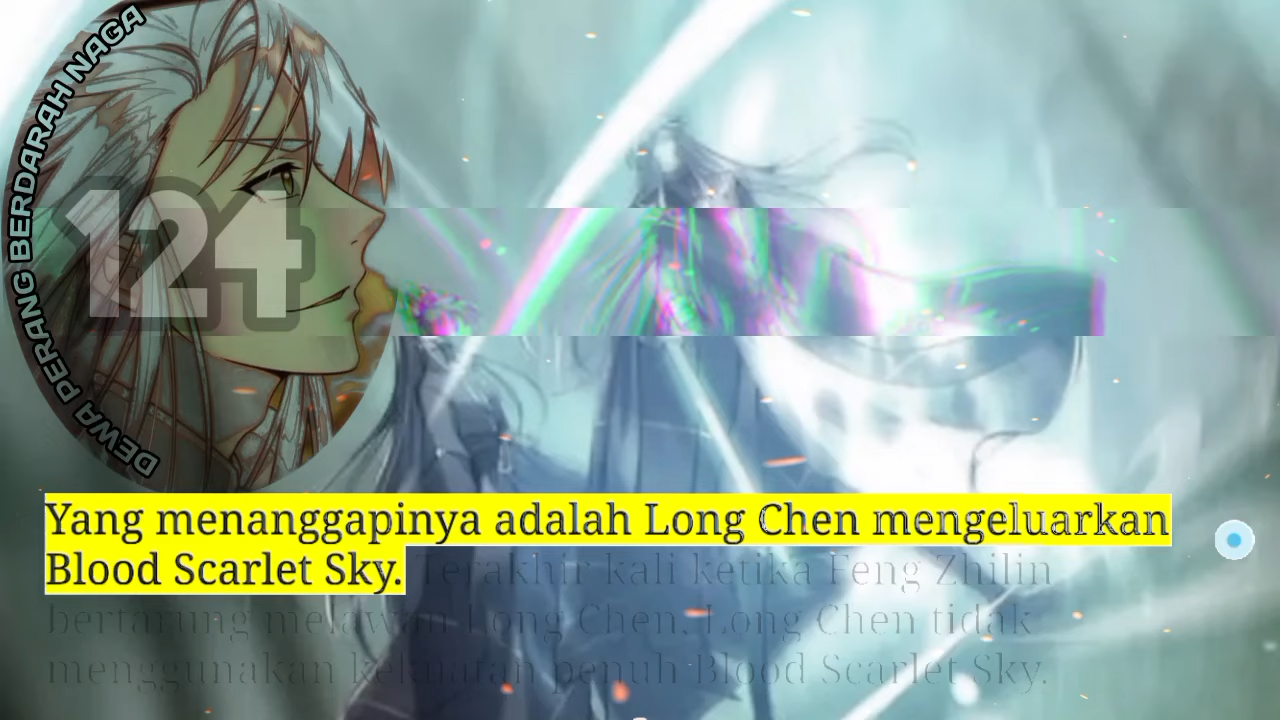 DEWA PERANG BERDARAH NAGA
124
Yang menanggapinya adalah Long Chen mengeluarkan
Blood Scarlet Sky. Terakhir kali ketika Feng Zhilin
bertarung melawan Long Chen, Long Chen tidak
menggunakan kekuatan penuh Blood Scarlet Sky.